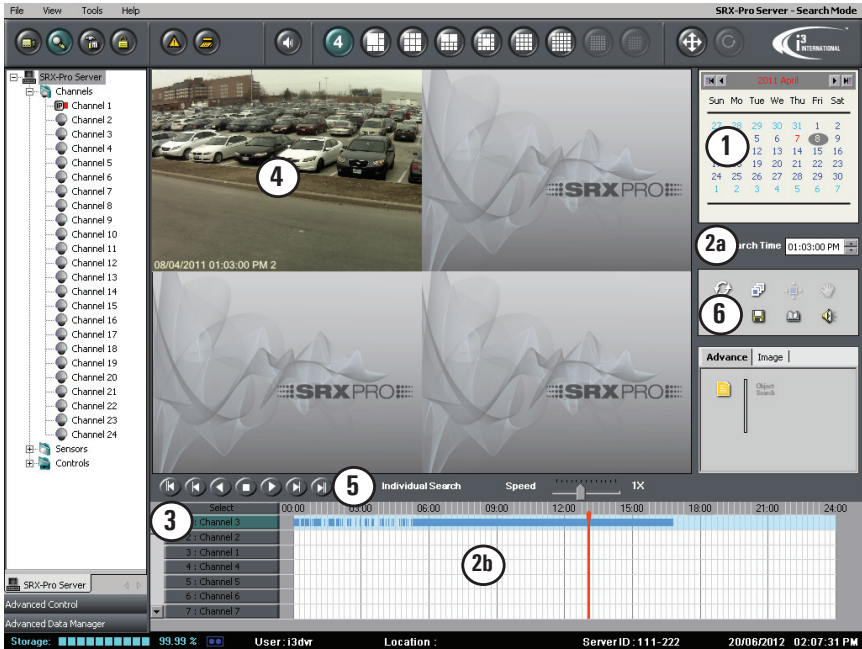 File View Tools Help
SRX-Pro Server - Search Mode
4
i3 INTERNATIONAL
SRX-Pro Server
Channels
IP Channel 1
Channel 2
Channel 3
Channel 4
Channel 5
Channel 6
Channel 7
Channel 8
Channel 9
Channel 10
Channel 11
Channel 12
Channel 13
Channel 14
Channel 15
Channel 16
Channel 17
Channel 18
Channel 19
Channel 20
Channel 21
Channel 22
Channel 23
Channel 24
Sensors
Controls
SRX-Pro Server
Advanced Control
Advanced Data Manager
4
08/04/2011 01:03:00 PM 2
SRXPRO
SRXPRO
SRXPRO
2011 April
Sun Mo Tue We Thu Fri Sat
27 28 29 30 31 1 2
5 6 7 8 9
12 13 14 15 16
19 20 21 22 23
24 25 26 27 28 29 30
1 2 3 4 5 6 7
1
2a
rch Time 01:03:00 PM
6
Advance Image
Object
Search
5
Individual Search Speed 1X
Select 00:00 03:00 06:00 09:00 12:00 15:00 18:00 21:00 24:00
3
: Channel 3
2 : Channel 2
3 : Channel 1
4 : Channel 4
5 : Channel 5
6 : Channel 6
7 : Channel 7
2b
Storage: 99.99 % User : i3dvr Location : Server ID : 111-222 20/06/2012 02:07:31 PM